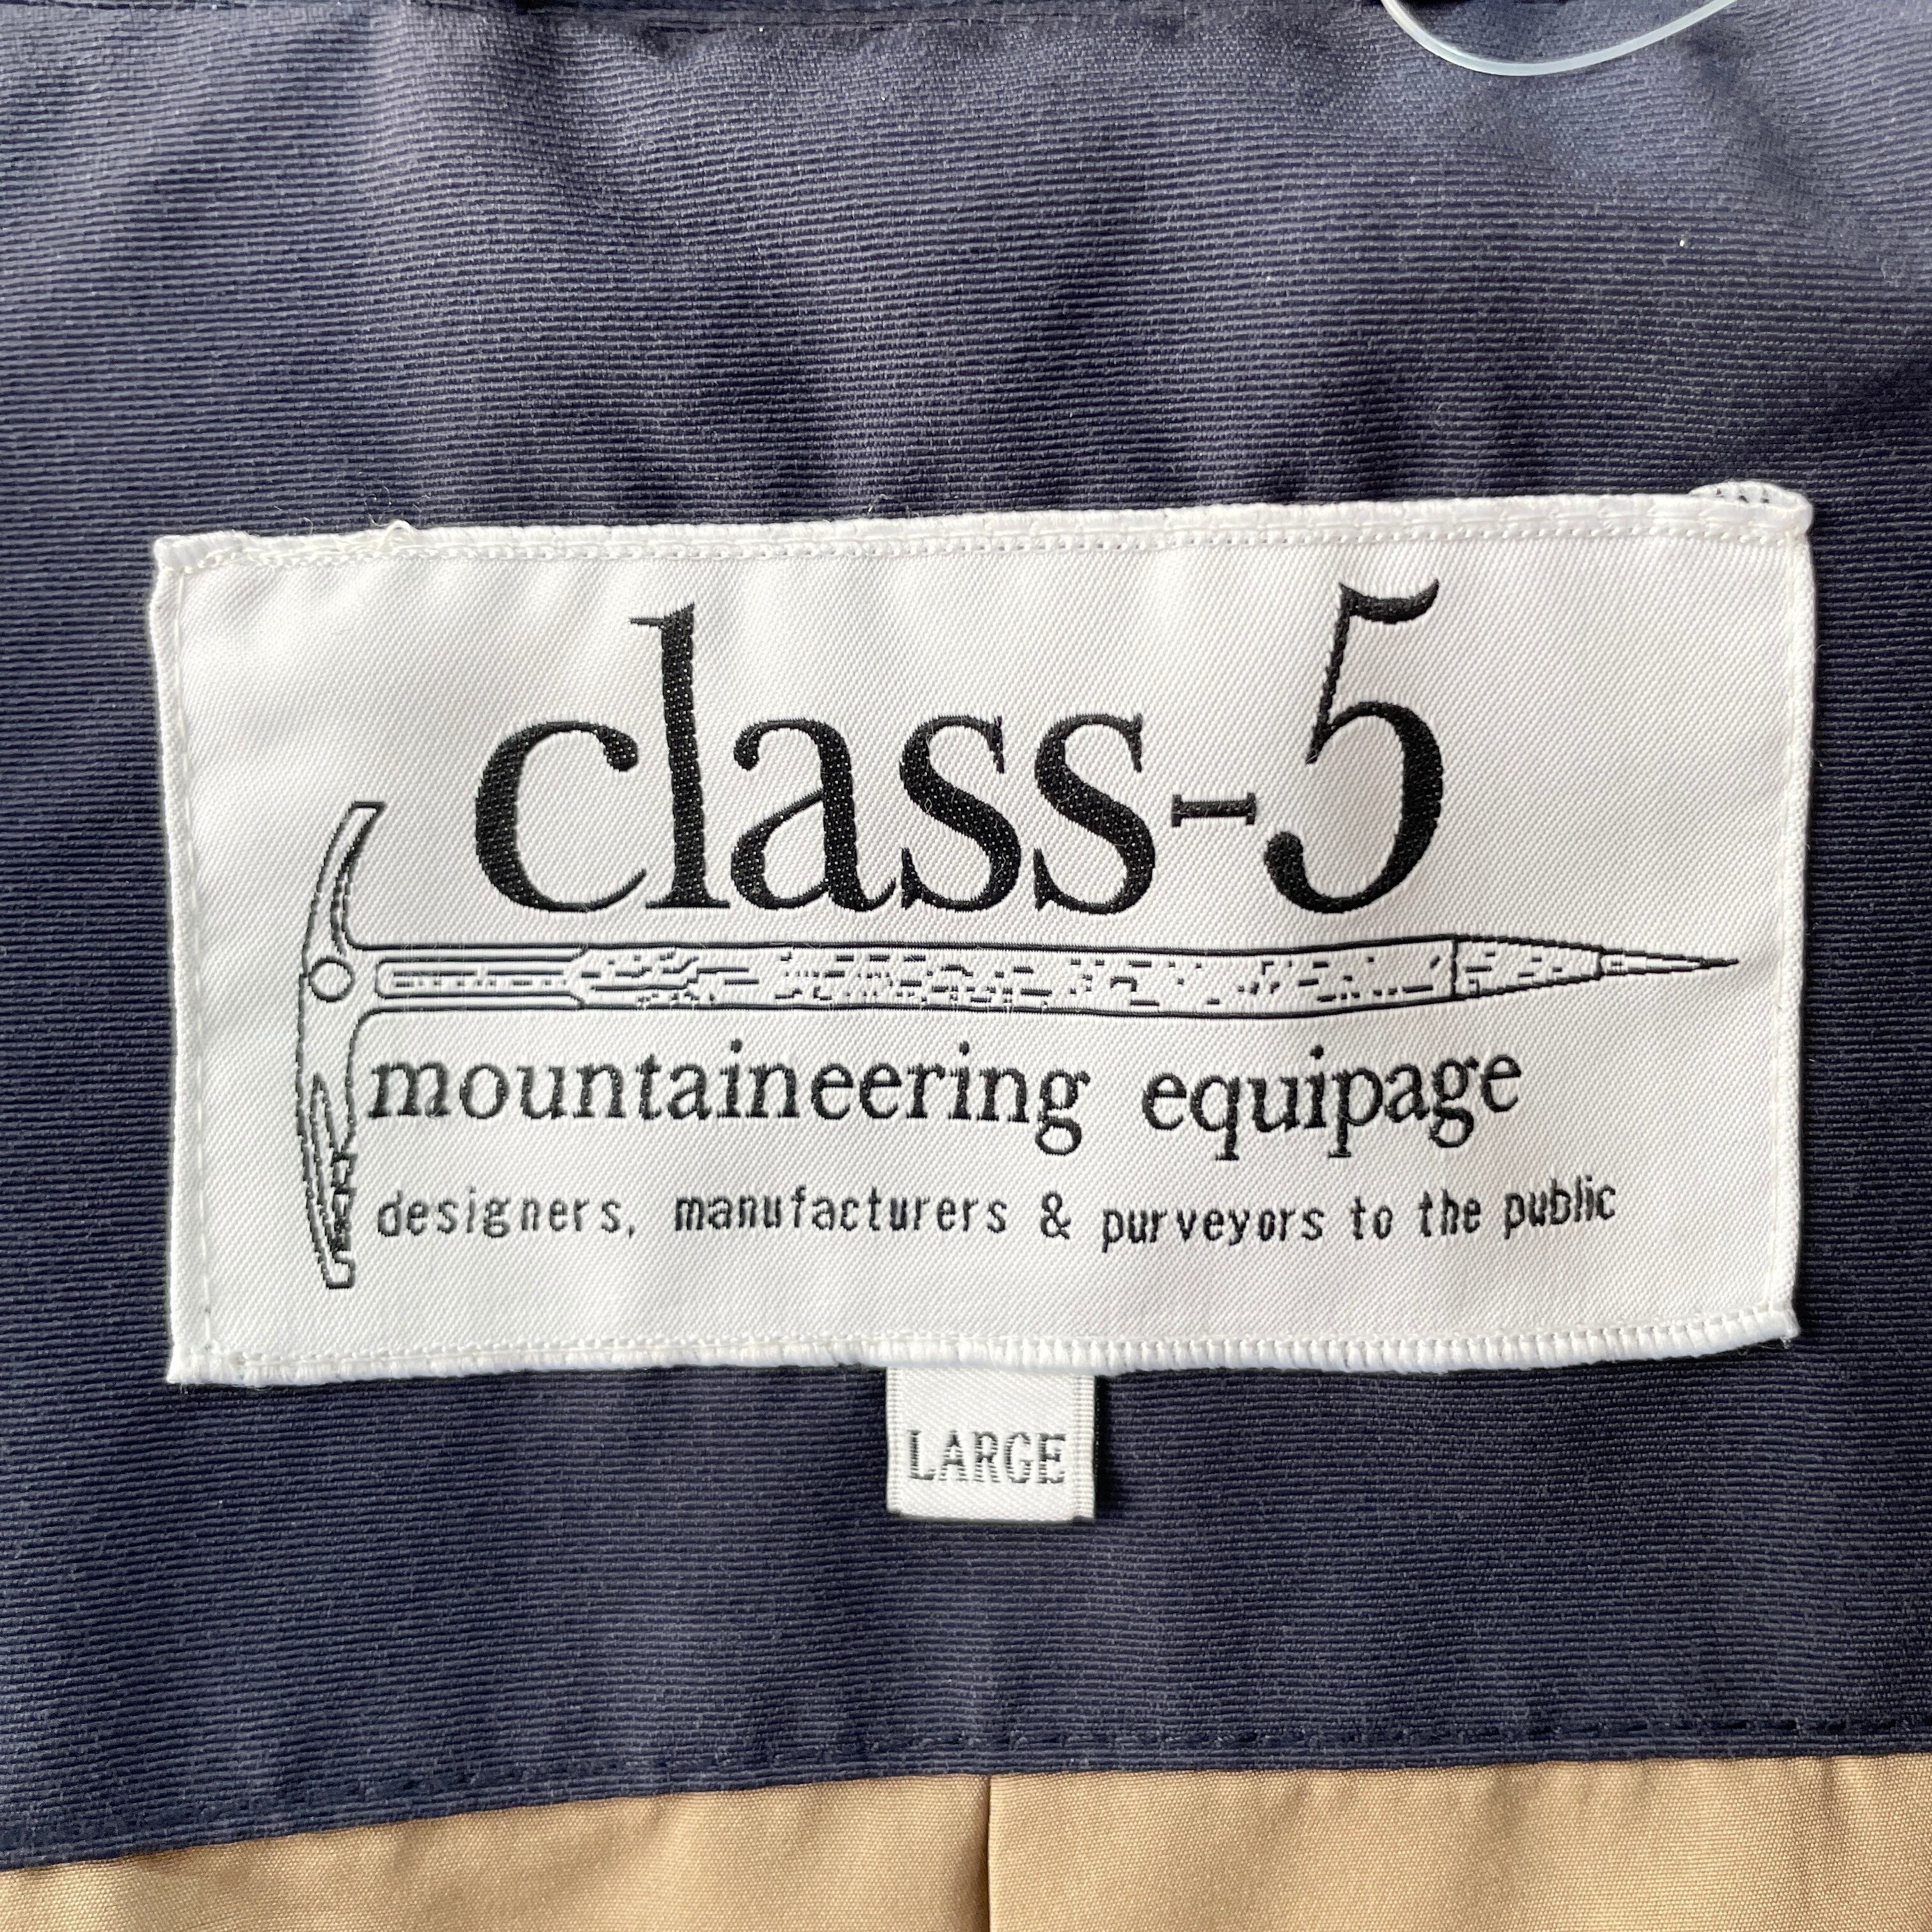 class-5
mountaineering equipage
designers, manufacturers & purveyors to the public
LARGE